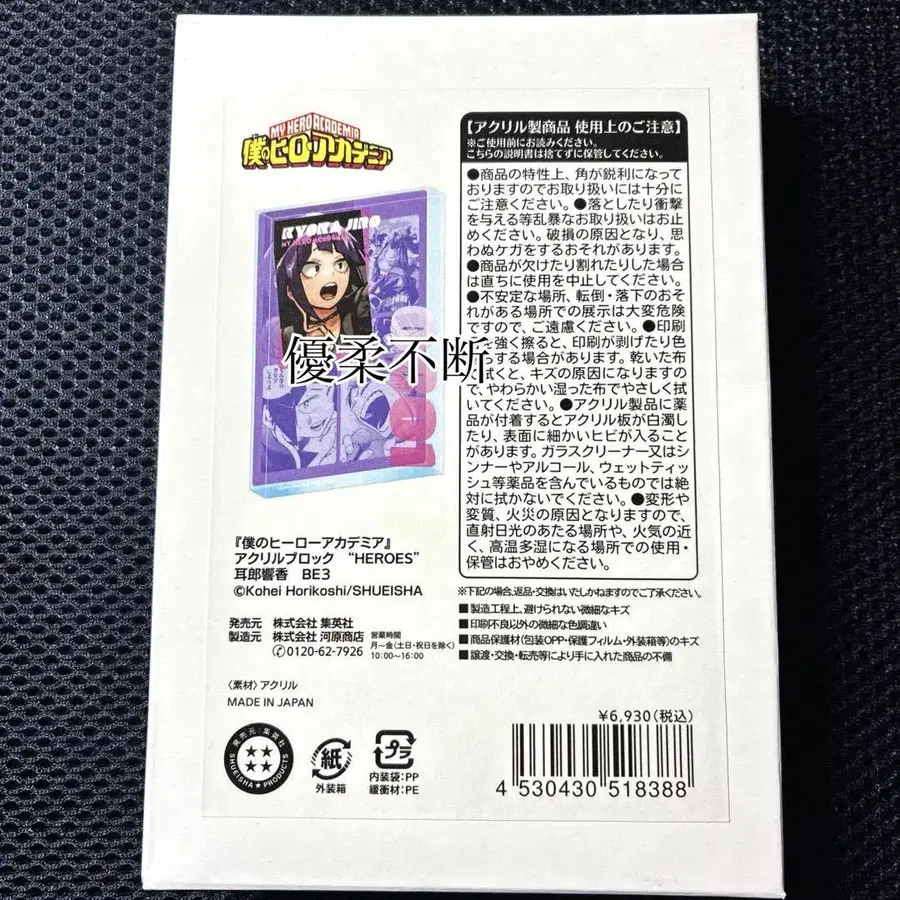 MY HERO ACADEMIA
僕のヒーローアカデミア
KYOKA JIRO
MY HERO ACADEMIA
優柔不断
『僕のヒーローアカデミア』
アクリルブロック “HEROES”
耳郎響香 BE3
©Kohei Horikoshi/SHUEISHA
発売元 株式会社 集英社
製造元 株式会社 河原商店
✆0120-62-7926
営業時間
月〜金(土日・祝日を除く)
10:00〜16:00
〈素材〉アクリル
MADE IN JAPAN
発売元:集英社
SHUEISHA★PRODUCTS
紙
外装箱
プラ
内装袋:PP
緩衝材:PE
【アクリル製商品 使用上のご注意】
※ご使用前にお読みください。
こちらの説明書は捨てずに保管してください。
●商品の特性上、角が鋭利になって
おりますのでお取り扱いには十分に
ご注意ください。●落としたり衝撃
を与える等乱暴なお取り扱いはお止
めください。破損の原因となり、思
わぬケガをするおそれがあります。
●商品が欠けたり割れたりした場合
は直ちに使用を中止してください。
●不安定な場所、転倒・落下のおそ
れがある場所での展示は大変危険
ですので、ご遠慮ください。●印刷
強く擦ると、印刷が剥げたり色
する場合があります。乾いた布
拭くと、キズの原因になりますの
で、やわらかい湿った布でやさしく拭
いてください。●アクリル製品に薬
品が付着するとアクリル板が白濁し
たり、表面に細かいヒビが入ること
があります。ガラスクリーナー又はシ
ンナーやアルコール、ウェットティッ
シュ等薬品を含んでいるものでは絶
対に拭かないでください。●変形や
変質、火災の原因となりますので、
直射日光のあたる場所や、火気の近
く、高温多湿になる場所での使用・
保管はおやめください。
※下記の場合、返品・交換はいたしかねますのでご了承ください。
■製造工程上、避けられない微細なキズ
■印刷不良以外の微細な色調違い
■商品保護材(包装OPP・保護フィルム・外装箱等)のキズ
■譲渡・交換・転売等により手に入れた商品の不備
¥6,930(税込)
4 530430 518388